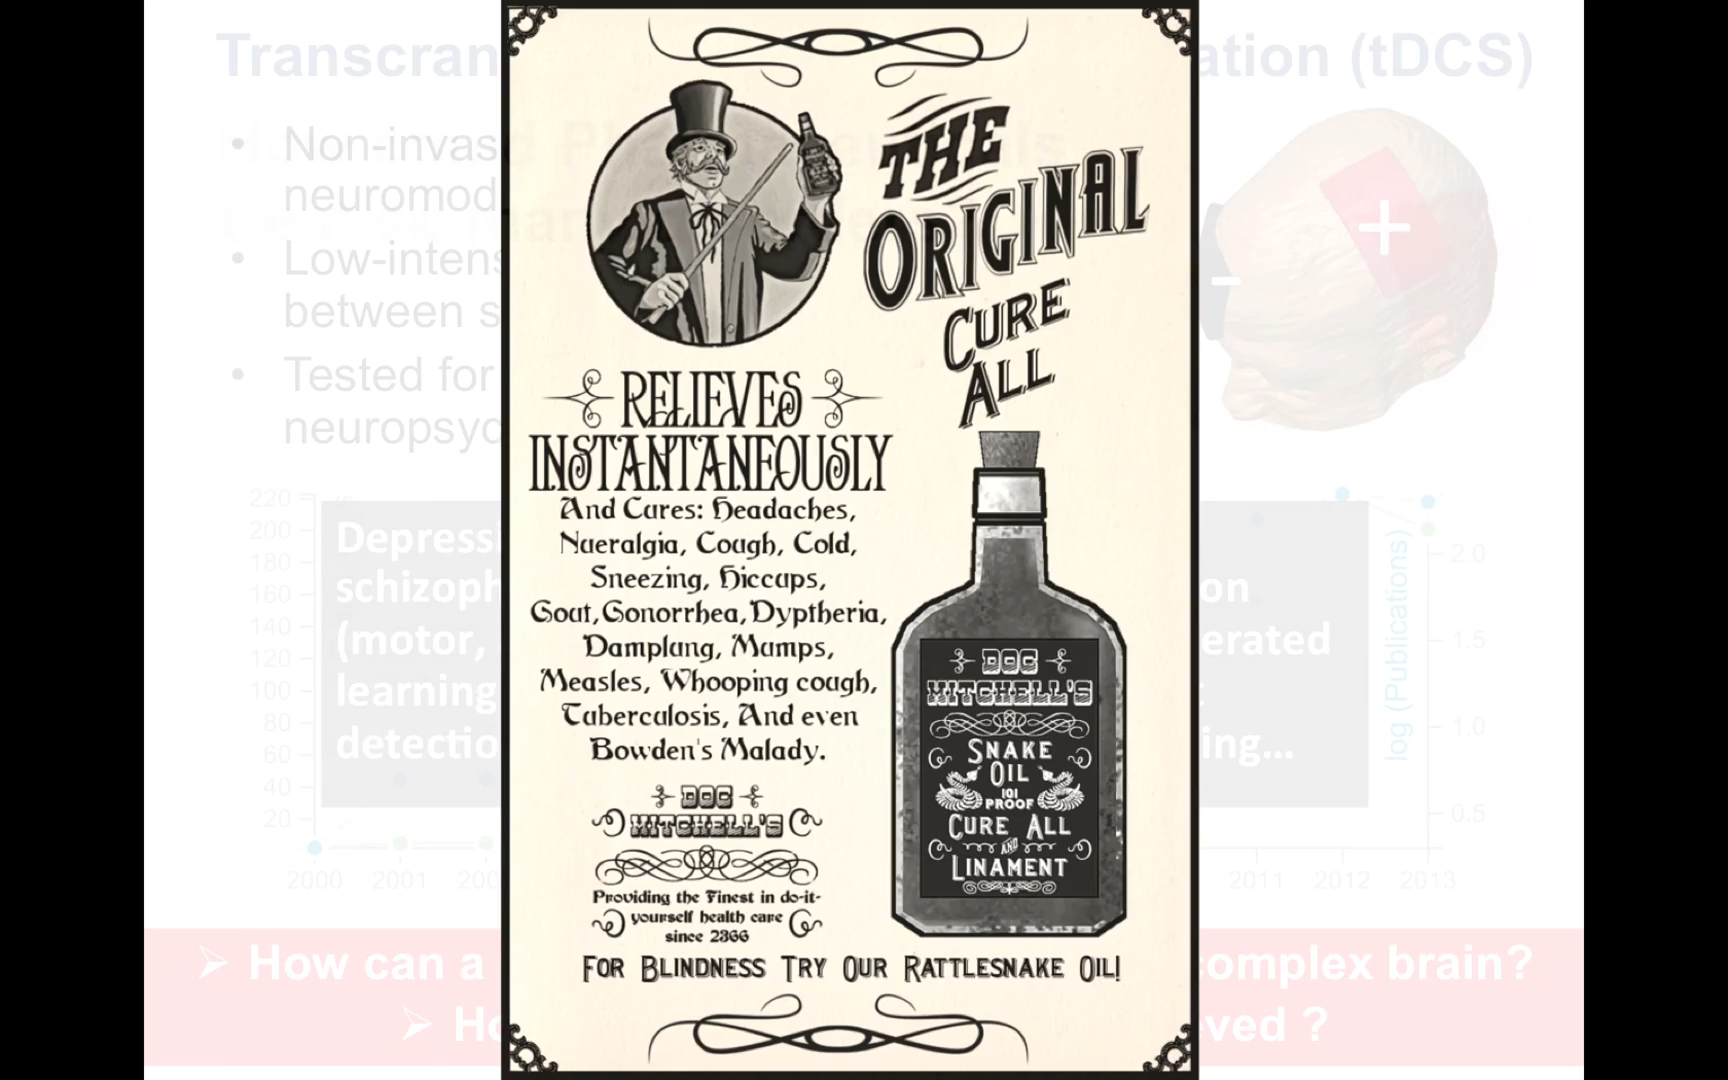 Transcran
ation (tDCS)
• Non-invas
neuromod
• Low-intens
between s
• Tested for
neuropsyc
THE
ORIGINAL
CURE
ALL
RELIEVES
INSTANTANEOUSLY
And Cures: Headaches,
Nueralgia, Cough, Cold,
Sneezing, Hiccups,
Gout, Gonorrhea, Dyptheria,
Damplung, Mumps,
Measles, Whooping cough,
Tuberculosis, And even
Bowden's Malady.
DOC
MITCHELL'S
Providing the Finest in do-it-
yourself health care
since 2366
DOC
MITCHELL'S
SNAKE
OIL
101
PROOF
CURE ALL
AND
LINAMENT
FOR BLINDNESS TRY OUR RATTLESNAKE OIL!
+
-
220
200
180
160
140
120
100
80
60
40
20
Depressi
schizoph
on
(motor,
erated
learning
detectio
ing...
log (Publications)
2.0
1.5
1.0
0.5
2000 2001 200
2011 2012 2013
➢ How can a
complex brain?
➢ Ho
ved ?